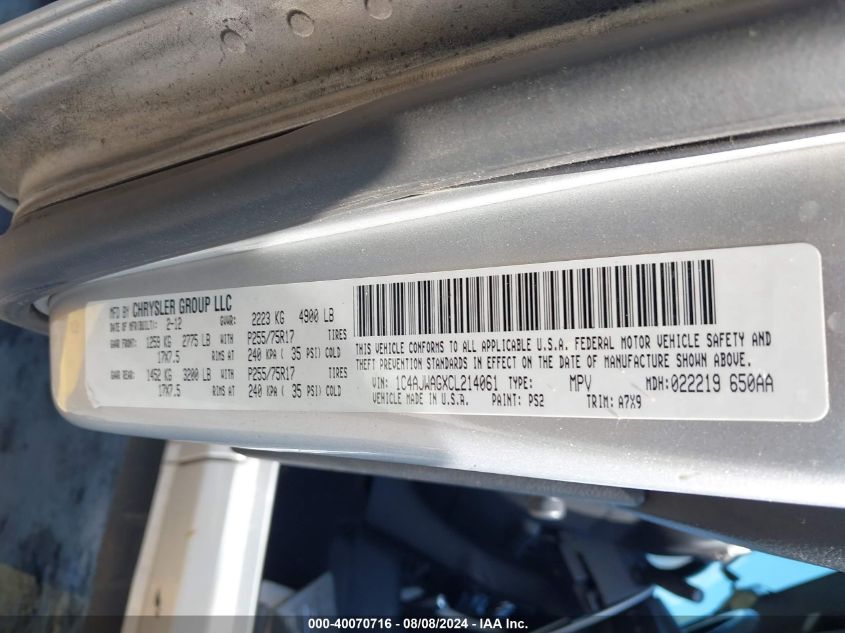 MFD BY CHRYSLER GROUP LLC
DATE OF MFR(BUILT): 2-12 GVWR: 2223 KG 4900 LB
GAWR FRONT: 1259 KG 2775 LB WITH P255/75R17 TIRES
17X7.5 RIMS AT 240 KPA ( 35 PSI) COLD
GAWR REAR: 1452 KG 3200 LB WITH P255/75R17 TIRES
17X7.5 RIMS AT 240 KPA ( 35 PSI) COLD
THIS VEHICLE CONFORMS TO ALL APPLICABLE U.S.A. FEDERAL MOTOR VEHICLE SAFETY AND
THEFT PREVENTION STANDARDS IN EFFECT ON THE DATE OF MANUFACTURE SHOWN ABOVE.
VIN: 1C4AJWAGXCL214061 TYPE: MPV MDH: 022219 650AA
VEHICLE MADE IN U.S.A. PAINT: PS2 TRIM: A7X9
000-40070716 - 08/08/2024 - IAAI.COM